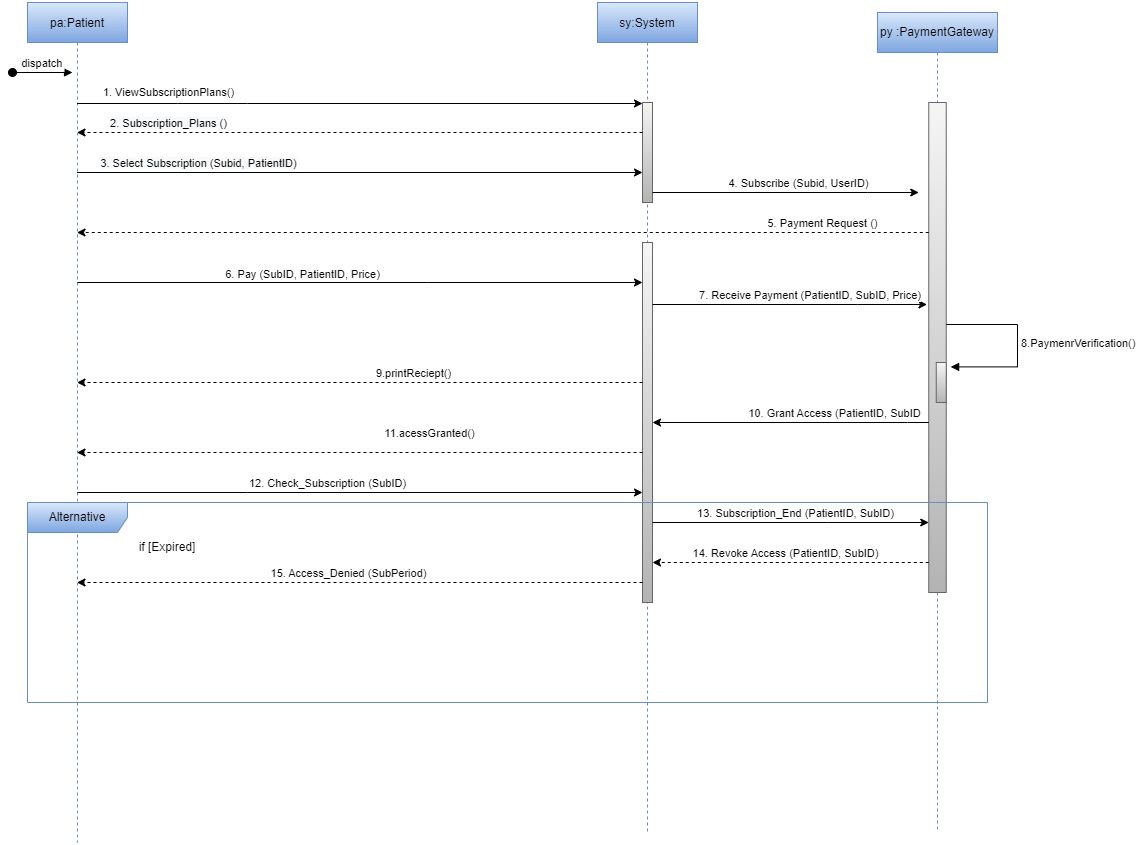 pa:Patient
sy:System
py :PaymentGateway
dispatch
1. ViewSubscriptionPlans()
2. Subscription_Plans ()
3. Select Subscription (Subid, PatientID)
4. Subscribe (Subid, UserID)
5. Payment Request ()
6. Pay (SubID, PatientID, Price)
7. Receive Payment (PatientID, SubID, Price)
8.PaymenrVerification()
9.printReciept()
10. Grant Access (PatientID, SubID
11.acessGranted()
12. Check_Subscription (SubID)
Alternative
13. Subscription_End (PatientID, SubID)
if [Expired]
14. Revoke Access (PatientID, SubID)
15. Access_Denied (SubPeriod)